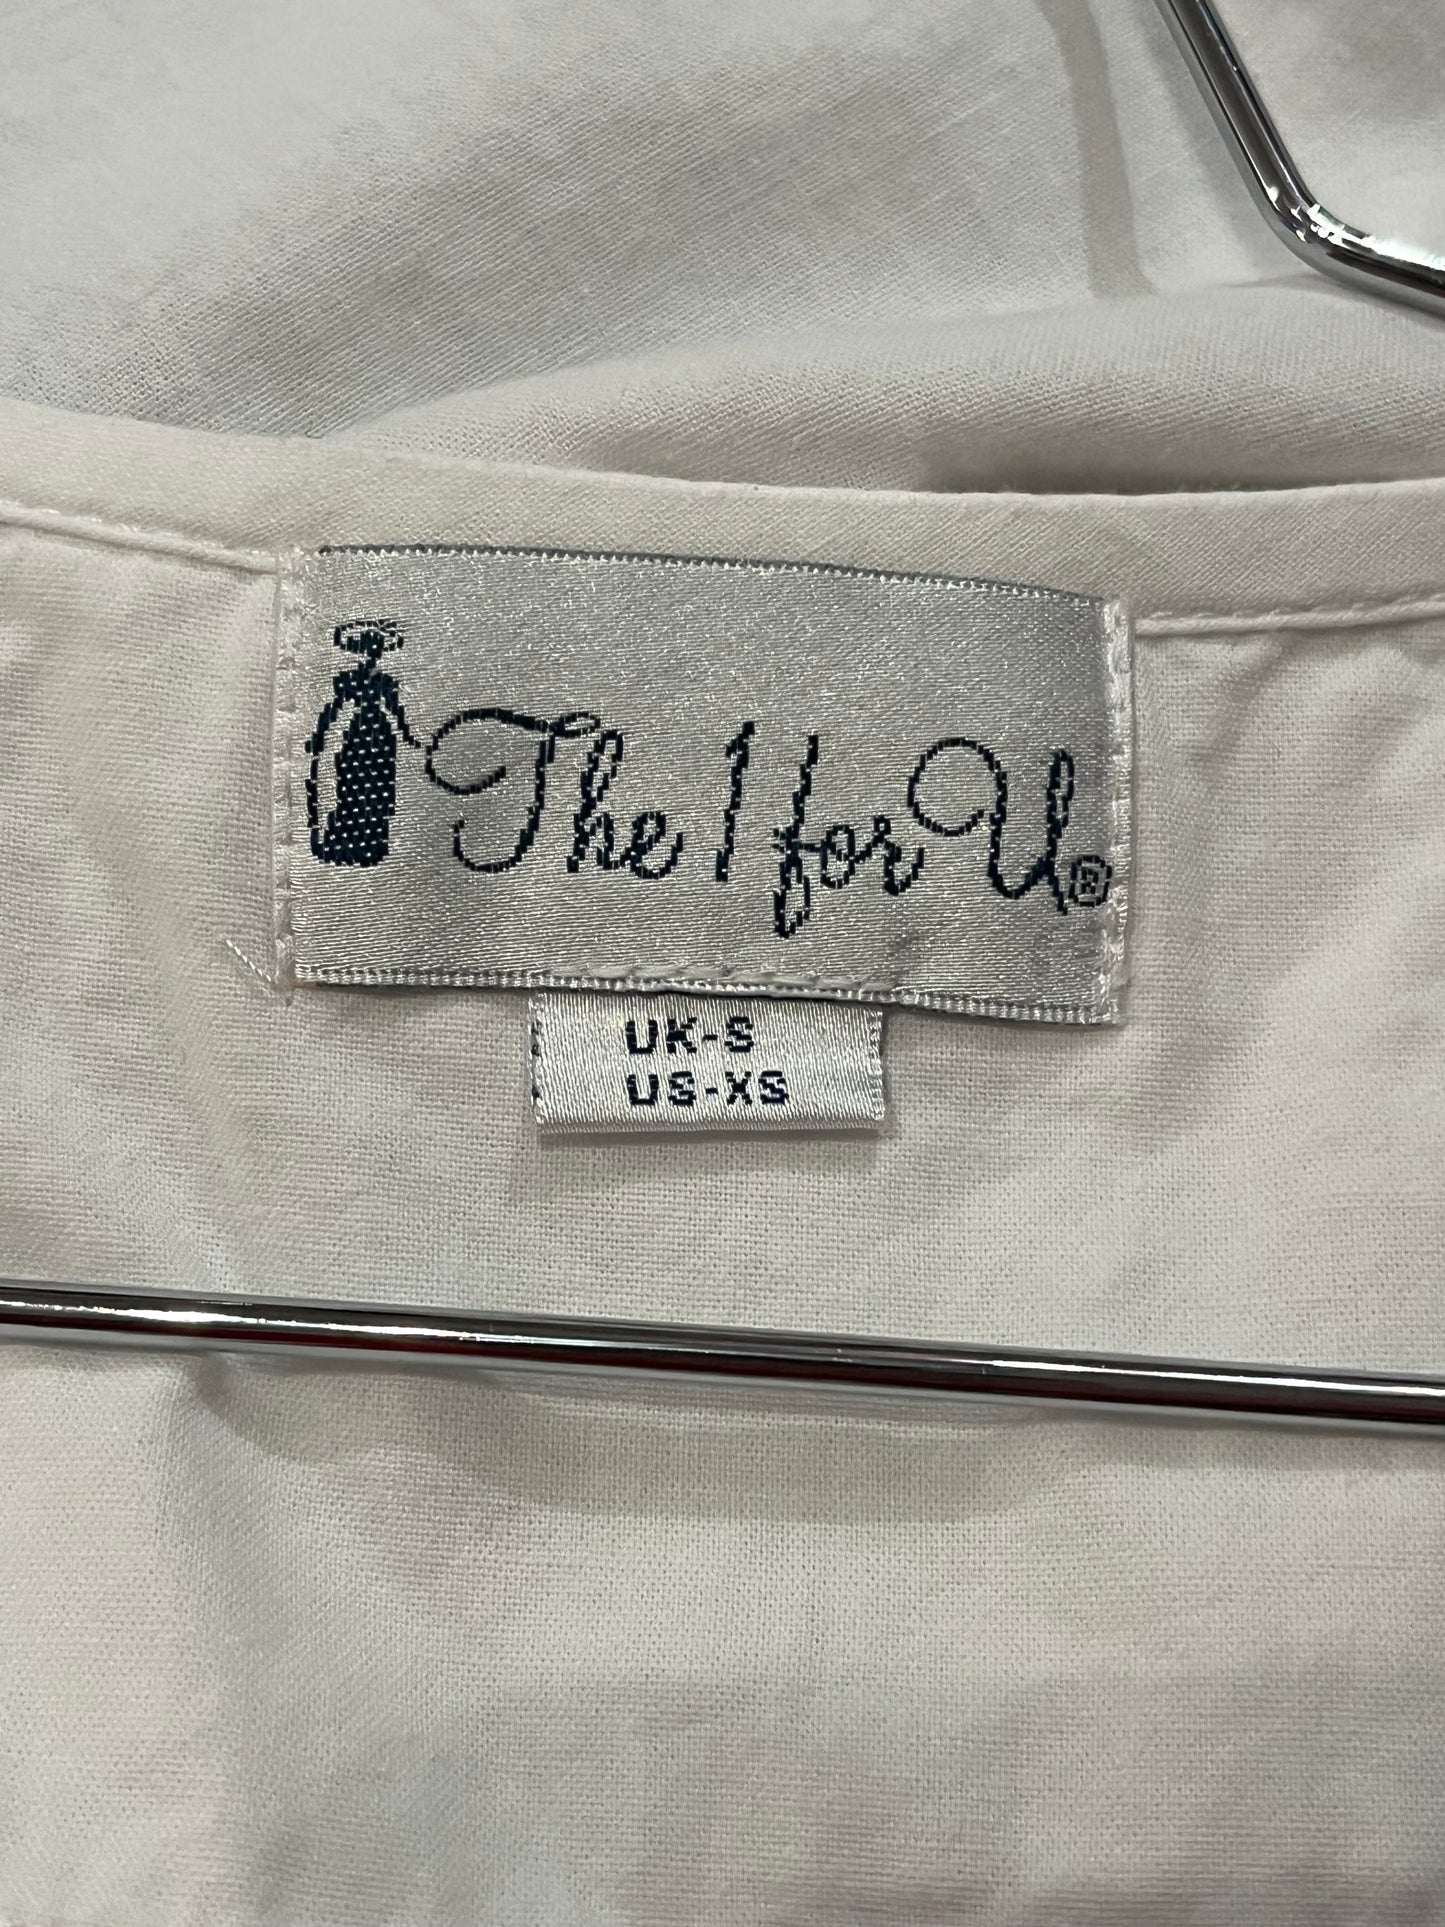 The 1 for U®
UK-S
US-XS